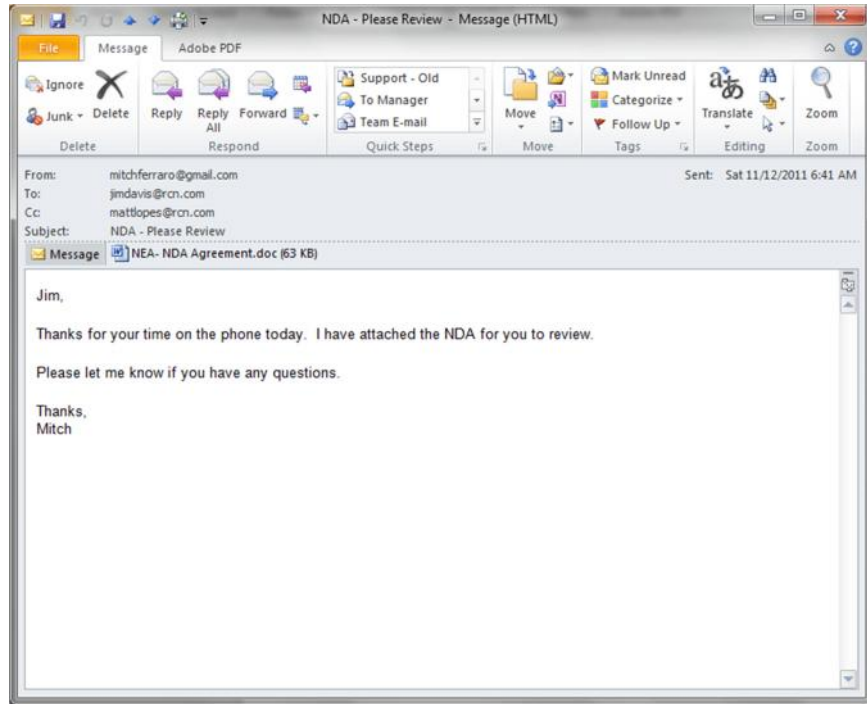 NDA - Please Review - Message (HTML)
File Message Adobe PDF
Ignore
Junk
Delete
Reply
Reply All
Forward
Support - Old
To Manager
Team E-mail
Move
Mark Unread
Categorize
Follow Up
Translate
Zoom
Delete Respond Quick Steps Move Tags Editing Zoom
From: mitchferraro@gmail.com Sent: Sat 11/12/2011 6:41 AM
To: jimdavis@rcn.com
Cc: mattlopes@rcn.com
Subject: NDA - Please Review
Message NEA- NDA Agreement.doc (63 KB)
Jim,
Thanks for your time on the phone today. I have attached the NDA for you to review.
Please let me know if you have any questions.
Thanks,
Mitch